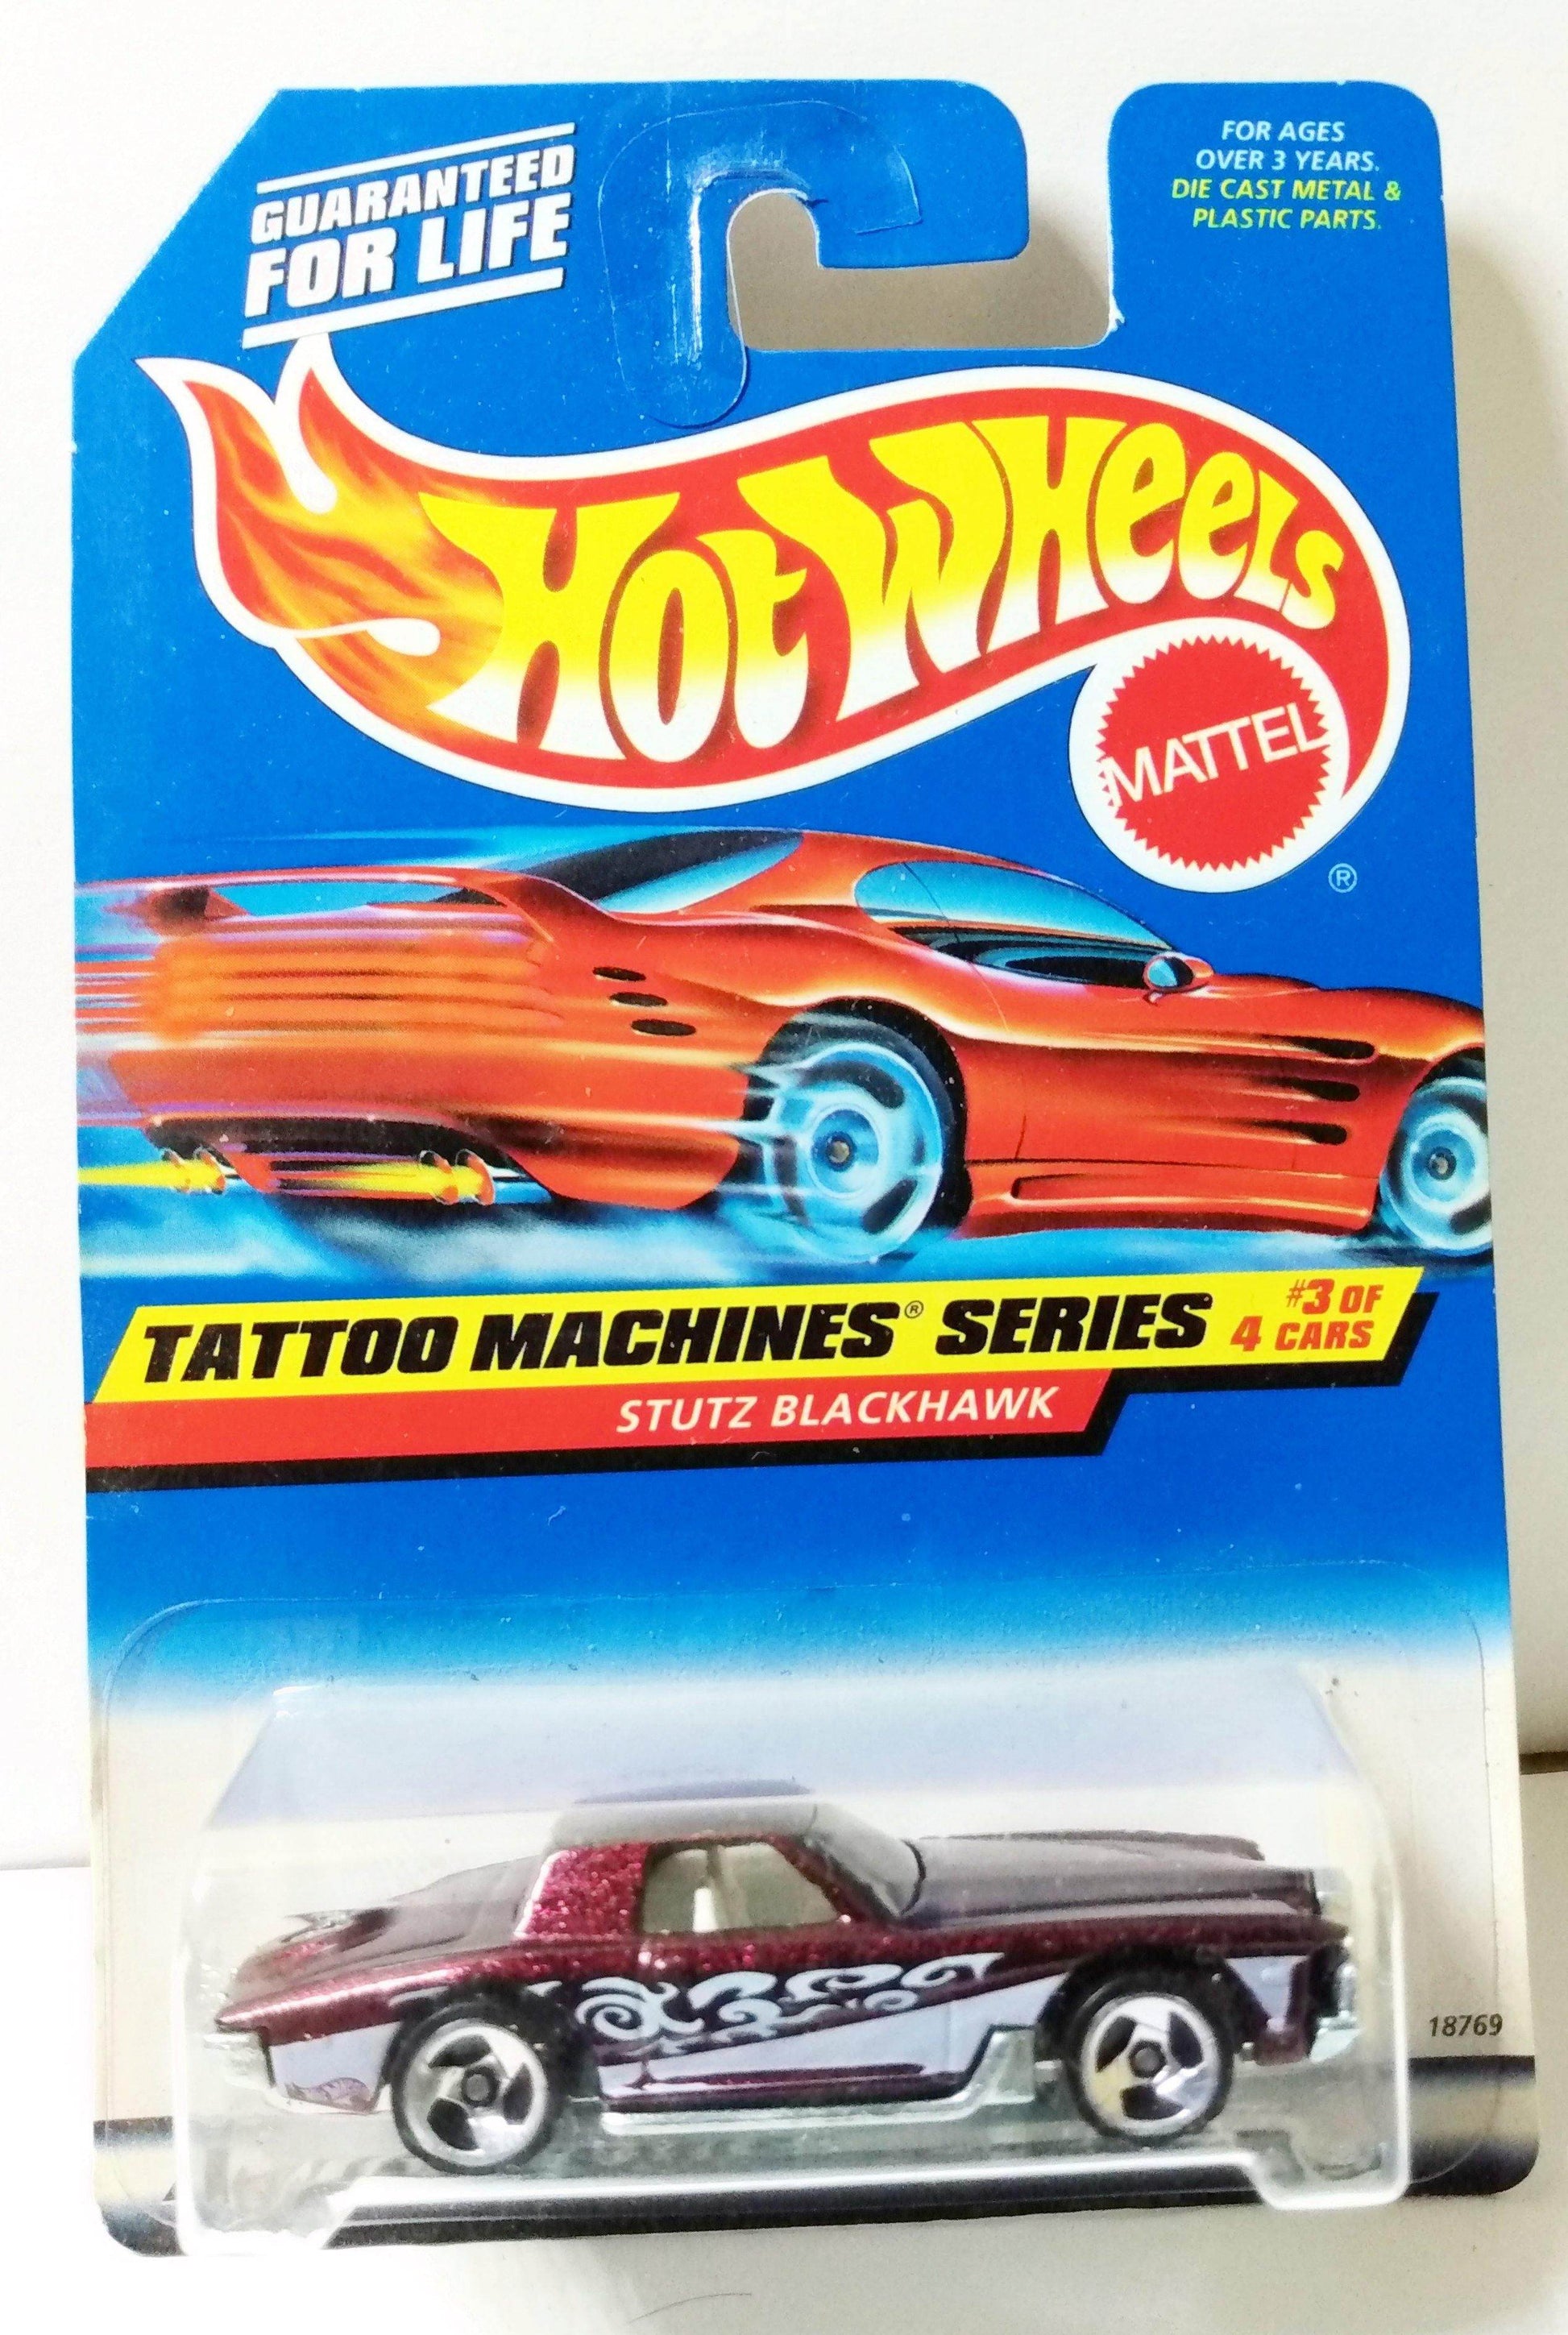 GUARANTEED
FOR LIFE
FOR AGES
OVER 3 YEARS.
DIE CAST METAL &
PLASTIC PARTS.
Hot Wheels
MATTEL
®
TATTOO MACHINES® SERIES
#3 OF
4 CARS
STUTZ BLACKHAWK
18769